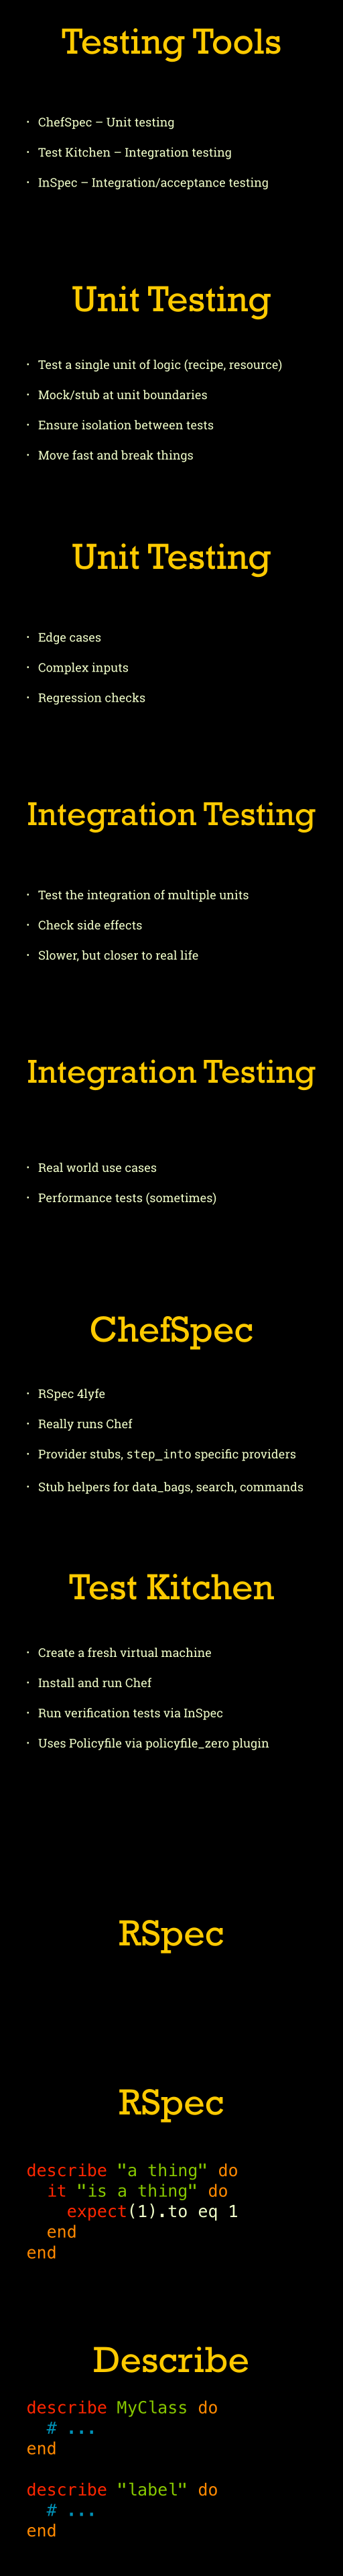 Testing Tools
• ChefSpec – Unit testing
• Test Kitchen – Integration testing
• InSpec – Integration/acceptance testing
Unit Testing
• Test a single unit of logic (recipe, resource)
• Mock/stub at unit boundaries
• Ensure isolation between tests
• Move fast and break things
Unit Testing
• Edge cases
• Complex inputs
• Regression checks
Integration Testing
• Test the integration of multiple units
• Check side effects
• Slower, but closer to real life
Integration Testing
• Real world use cases
• Performance tests (sometimes)
ChefSpec
• RSpec 4lyfe
• Really runs Chef
• Provider stubs, step_into specific providers
• Stub helpers for data_bags, search, commands
Test Kitchen
• Create a fresh virtual machine
• Install and run Chef
• Run verification tests via InSpec
• Uses Policyfile via policyfile_zero plugin
RSpec
RSpec
describe "a thing" do
  it "is a thing" do
    expect(1).to eq 1
  end
end
Describe
describe MyClass do
  # ...
end
describe "label" do
  # ...
end